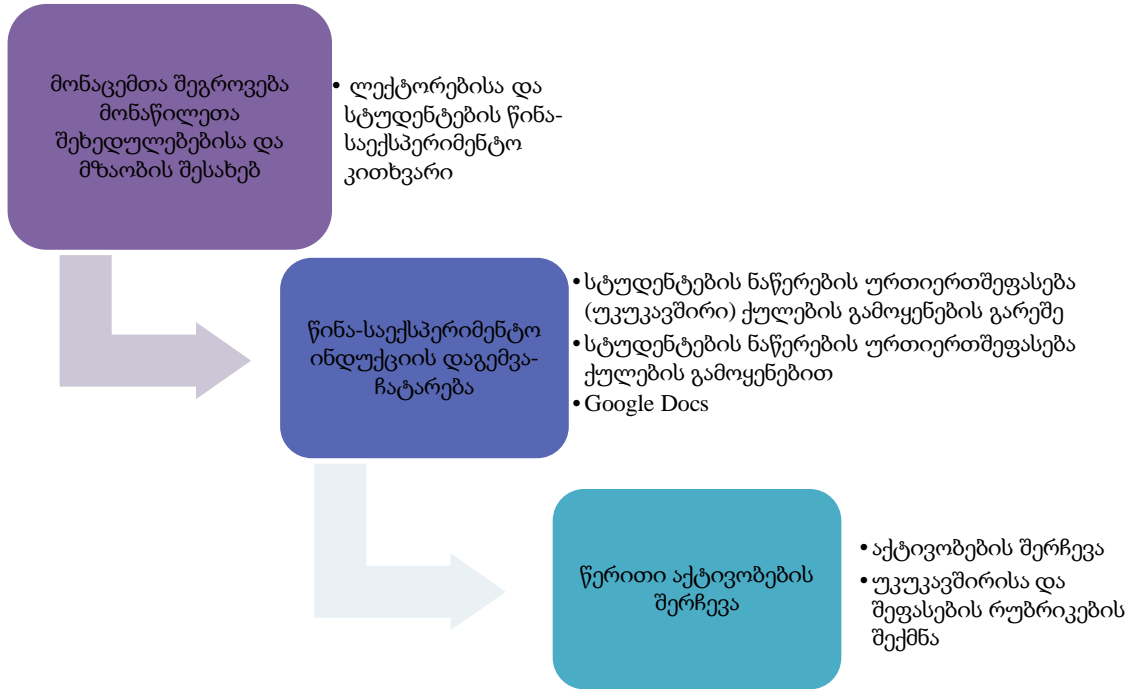 მონაცემთა შეგროვება
მონაწილეთა
შეხედულებებისა და
მზაობის შესახებ
• ლექტორებისა და
სტუდენტების წინა-
საექსპერიმენტო
კითხვარი
წინა-საექსპერიმენტო
ინდუქციის დაგემვა-
ჩატარება
•სტუდენტების ნაწერების ურთიერთშეფასება
(უკუკავშირი) ქულების გამოყენების გარეშე
•სტუდენტების ნაწერების ურთიერთშეფასება
ქულების გამოყენებით
•Google Docs
წერითი აქტივობების
შერჩევა
•აქტივობების შერჩევა
•უკუკავშირისა და
შეფასების რუბრიკების
შექმნა